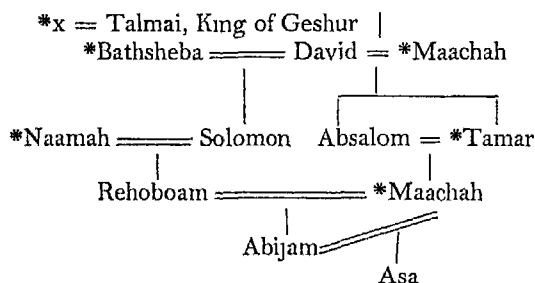 *x = Talmai, King of Geshur
*Bathsheba = David = *Maachah
*Naamah = Solomon Absalom = *Tamar
Rehoboam = *Maachah
Abijam
Asa